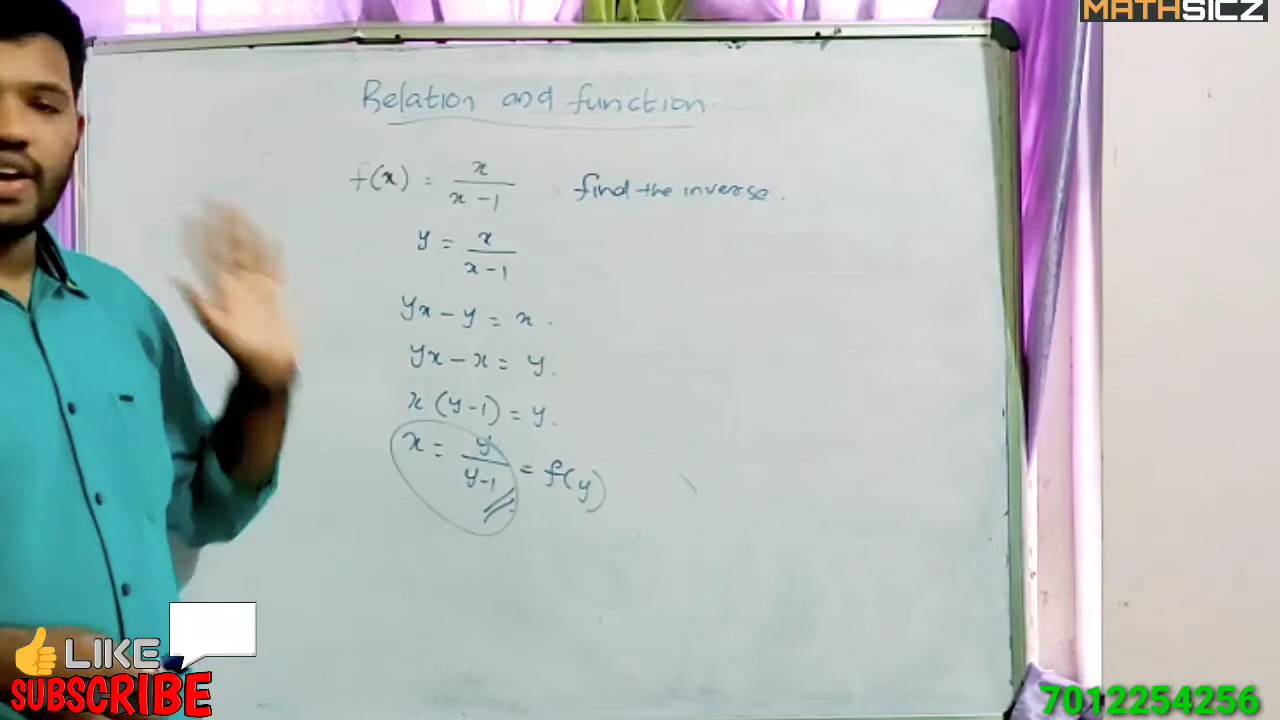 MATHSICZ
Relation and function.
f(x) = x / (x - 1) find the inverse.
y = x / (x - 1)
yx - y = x.
yx - x = y.
x (y - 1) = y.
x = y / (y - 1) = f(y)
LIKE
SUBSCRIBE
7012254256